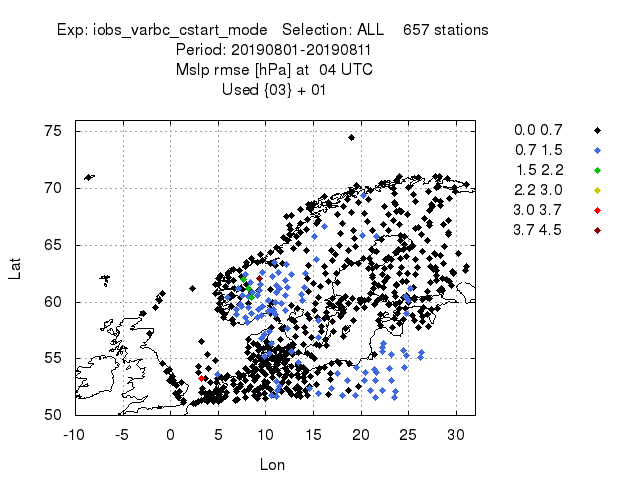 Exp: iobs_varbc_cstart_mode Selection: ALL 657 stations
Period: 20190801-20190811
Mslp rmse [hPa] at 04 UTC
Used {03} + 01
0.0 0.7
0.7 1.5
1.5 2.2
2.2 3.0
3.0 3.7
3.7 4.5
75
70
65
60
55
50
Lat
-10 -5 0 5 10 15 20 25 30
Lon